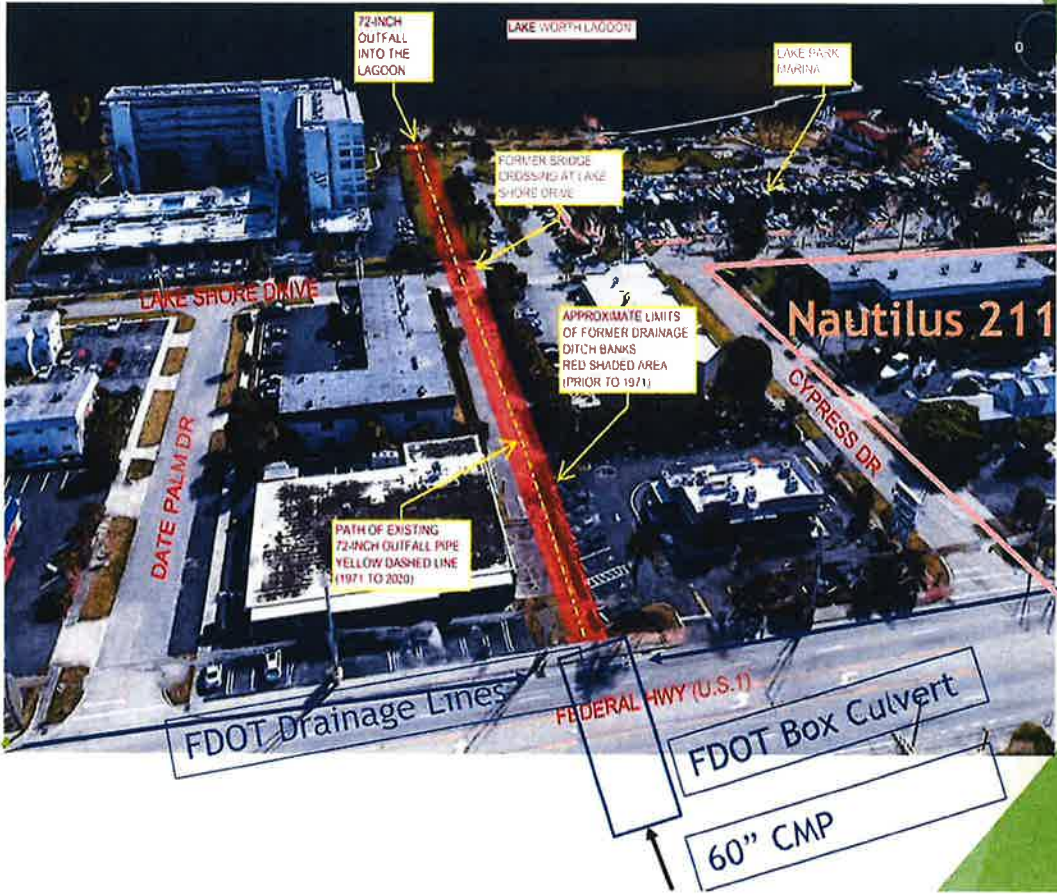 72-INCH
OUTFALL
INTO THE
LAGOON
LAKE WORTH LAGOON
LAKE PARK
MARINA
0
FORMER BRIDGE
CROSSING AT LAKE
SHORE DRIVE
LAKE SHORE DRIVE
APPROXIMATE LIMITS
OF FORMER DRAINAGE
DITCH BANKS
RED SHADED AREA
(PRIOR TO 1971)
Nautilus 211
CYPRESS DR
DATE PALM DR
PATH OF EXISTING
72-INCH OUTFALL PIPE
YELLOW DASHED LINE
(1971 TO 2020)
FDOT Drainage Lines
FEDERAL HWY (U.S.1)
FDOT Box Culvert
60" CMP